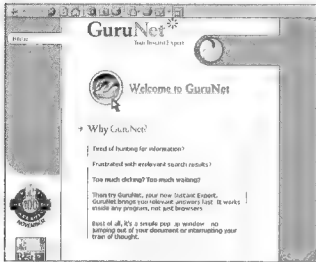 GuruNet
Your Instant Expert
Welcome to GuruNet
Why GuruNet?
Tired of hunting for information?
Frustrated with irrelevant search results?
Too much clicking? Too much waiting?
Then try GuruNet, your new Instant Expert.
GuruNet brings you relevant answers fast. It works
inside any program, not just browsers
Best of all, it's a simple pop-up window no
jumping out of your document or interrupting your
train of thought.
NOVEMBER